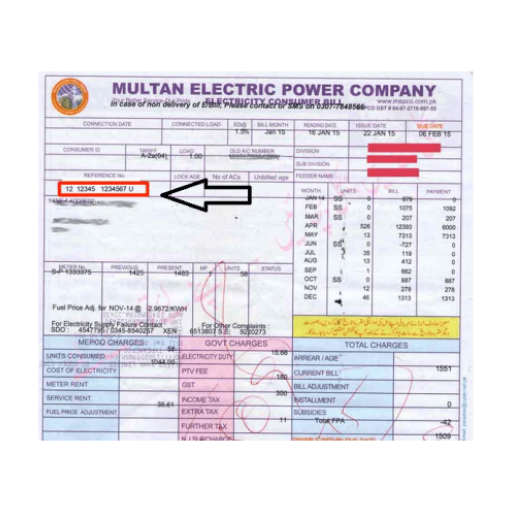 MULTAN ELECTRIC POWER COMPANY
ELECTRICITY CONSUMER BILL www.mepco.com.pk
In case of non delivery of E/Bill, Please contact or SMS on 0307-7848566
CONNECTION DATE CONNECTED LOAD ED@ BILL MONTH READING DATE ISSUE DATE DUE DATE
1.5% Jan 15 16 JAN 15 22 JAN 15 06 FEB 15
CONSUMER ID TARIFF LOAD OLD A/C NUMBER DIVISION
A-2a(04) 1.00
SUB DIVISION
REFERENCE No LOCK AGE No of ACs Unbilled age FEEDER NAME
12 12345 1234567 U
NAME & ADDRESS
MONTH UNITS BILL PAYMENT
JAN 14 SS 0 879 0
FEB SS 0 1075 1092
MAR SS 0 207 207
APR 526 12393 6000
MAY 13 7313 7313
JUN SS 0 -727 0
JUL 35 119 0
AUG 13 412 0
SEP 1 662 0
OCT SS 0 887 887
NOV 12 278 278
DEC 46 1313 1313
METER No PREVIOUS PRESENT MF UNITS STATUS
S-P 1333375 1425 1483 58
Fuel Price Adj. for NOV-14 @ 2.9672/KWH
For Electricity Supply Failure Contact For Other Complaints
SDO : 4547795 / 0345-8540257 XEN : 6513803 S.E: 9230273
MEPCO CHARGES GOVT CHARGES TOTAL CHARGES
UNITS CONSUMED 58 ELECTRICITY DUTY 15.66 ARREAR / AGE
COST OF ELECTRICITY 1044.00 PTV FEE CURRENT BILL 1551
METER RENT GST 180 BILL ADJUSTMENT
SERVICE RENT INCOME TAX 300 INSTALLMENT 0
FUEL PRICE ADJUSTMENT 35.61 EXTRA TAX SUBSIDIES
FURTHER TAX 11 Total FPA -42
N.J SURCHARGE 1509